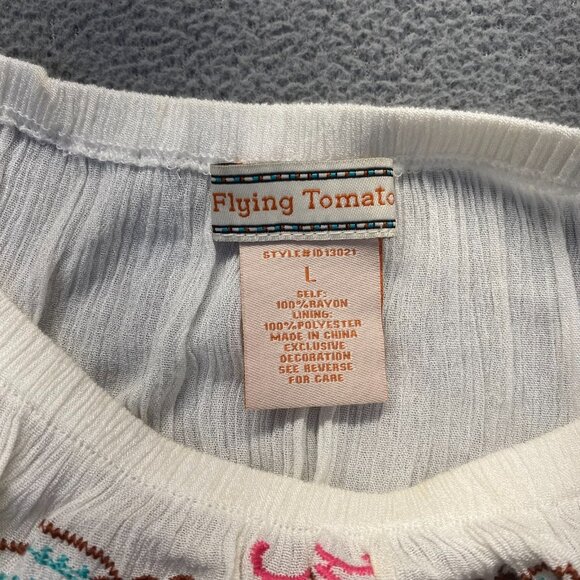 Flying Tomato
STYLE# ID13021
L
SELF:
100%RAYON
LINING:
100%POLYESTER
MADE IN CHINA
EXCLUSIVE
DECORATION
SEE REVERSE
FOR CARE